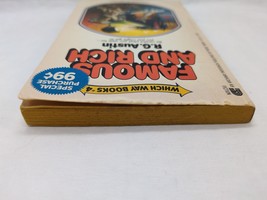 WHICH WAY BOOKS #4
FAMOUS
AND RICH
R.G. Austin
SPECIAL
PURCHASE
99¢